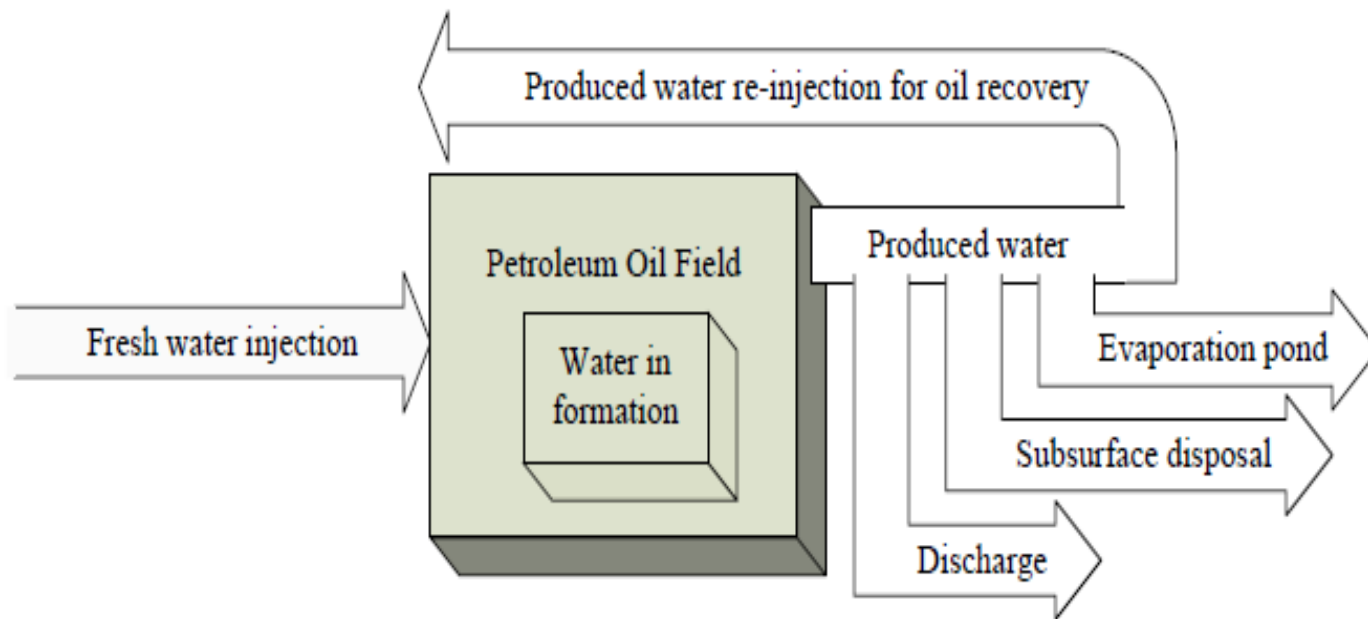 Produced water re-injection for oil recovery
Produced water
Petroleum Oil Field
Fresh water injection
Water in
formation
Evaporation pond
Subsurface disposal
Discharge